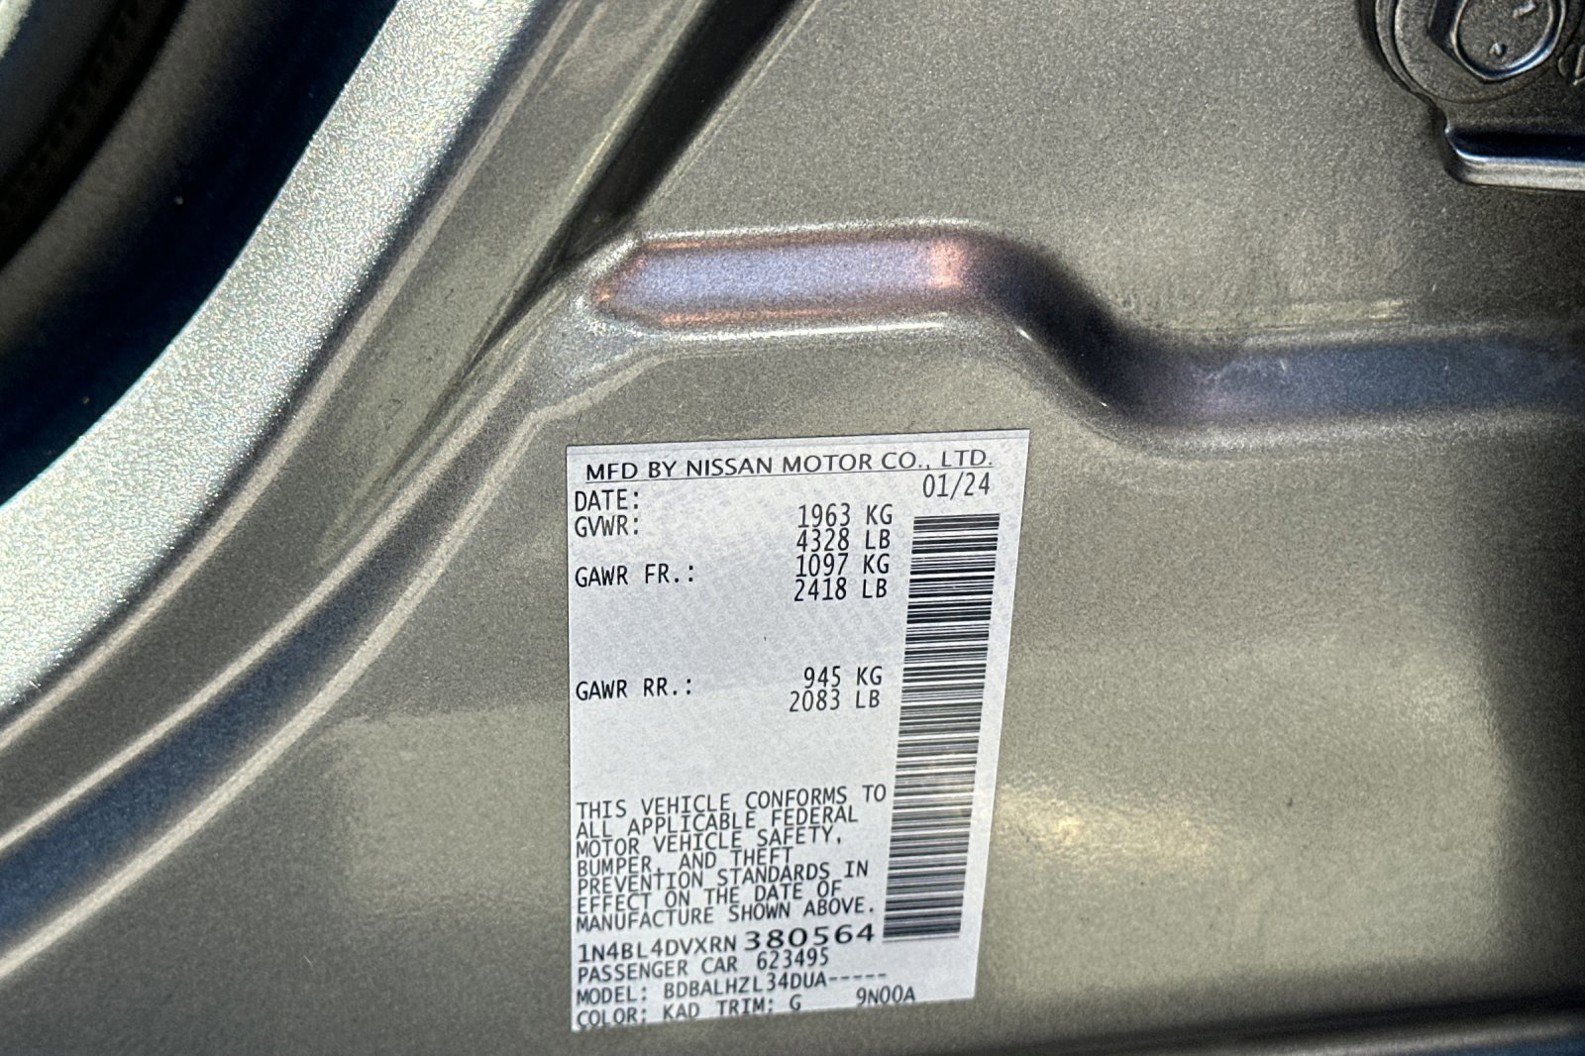 MFD BY NISSAN MOTOR CO., LTD.
DATE: 01/24
GVWR: 1963 KG
4328 LB
GAWR FR.: 1097 KG
2418 LB
GAWR RR.: 945 KG
2083 LB
THIS VEHICLE CONFORMS TO
ALL APPLICABLE FEDERAL
MOTOR VEHICLE SAFETY,
BUMPER, AND THEFT
PREVENTION STANDARDS IN
EFFECT ON THE DATE OF
MANUFACTURE SHOWN ABOVE.
1N4BL4DVXRN 380564
PASSENGER CAR 623495
MODEL: BDBALHZL34DUA-----
COLOR: KAD TRIM: G 9N00A